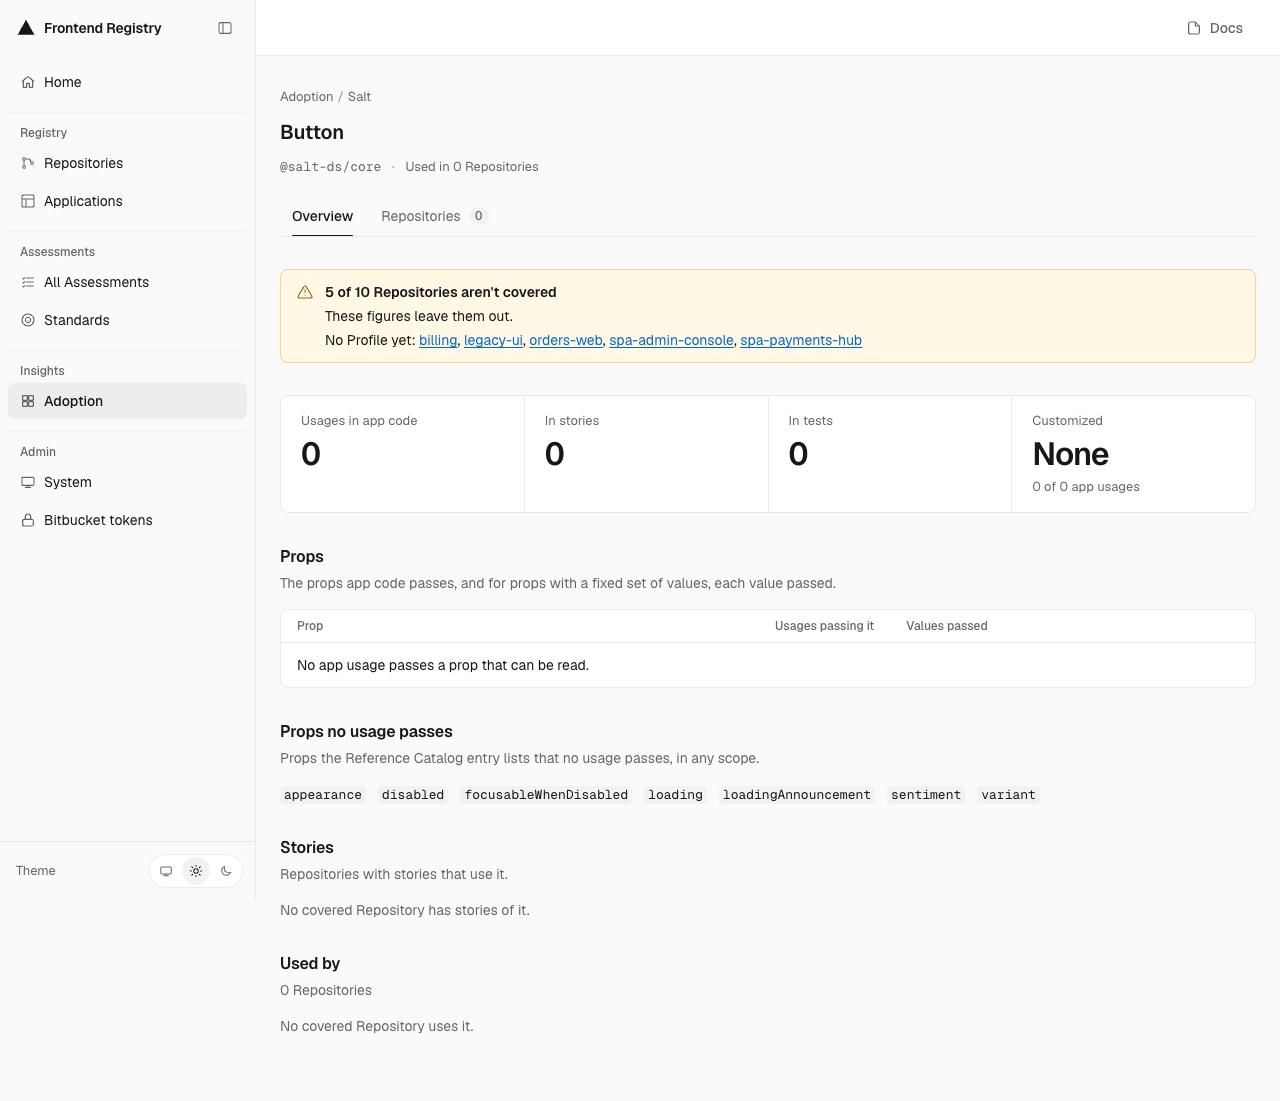 Frontend Registry
Docs
Home
Registry
Repositories
Applications
Assessments
All Assessments
Standards
Insights
Adoption
Admin
System
Bitbucket tokens
Theme
Adoption / Salt
Button
@salt-ds/core · Used in 0 Repositories
Overview Repositories 0
5 of 10 Repositories aren't covered
These figures leave them out.
No Profile yet: billing, legacy-ui, orders-web, spa-admin-console, spa-payments-hub
Usages in app code
0
In stories
0
In tests
0
Customized
None
0 of 0 app usages
Props
The props app code passes, and for props with a fixed set of values, each value passed.
Prop Usages passing it Values passed
No app usage passes a prop that can be read.
Props no usage passes
Props the Reference Catalog entry lists that no usage passes, in any scope.
appearance disabled focusableWhenDisabled loading loadingAnnouncement sentiment variant
Stories
Repositories with stories that use it.
No covered Repository has stories of it.
Used by
0 Repositories
No covered Repository uses it.